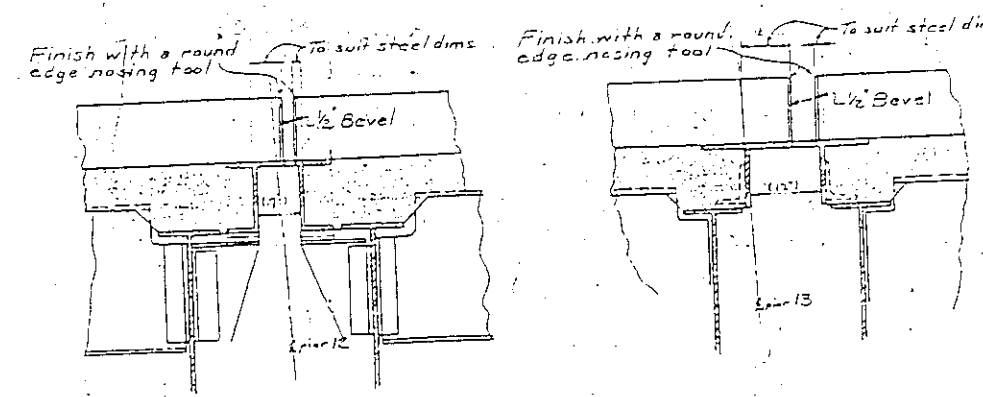 Finish with a round
edge nosing tool
To suit steel dims
L ½" Bevel
(7")
℄ pier 12
Finish with a round
edge nosing tool
To suit steel
L ½" Bevel
℄ pier 13